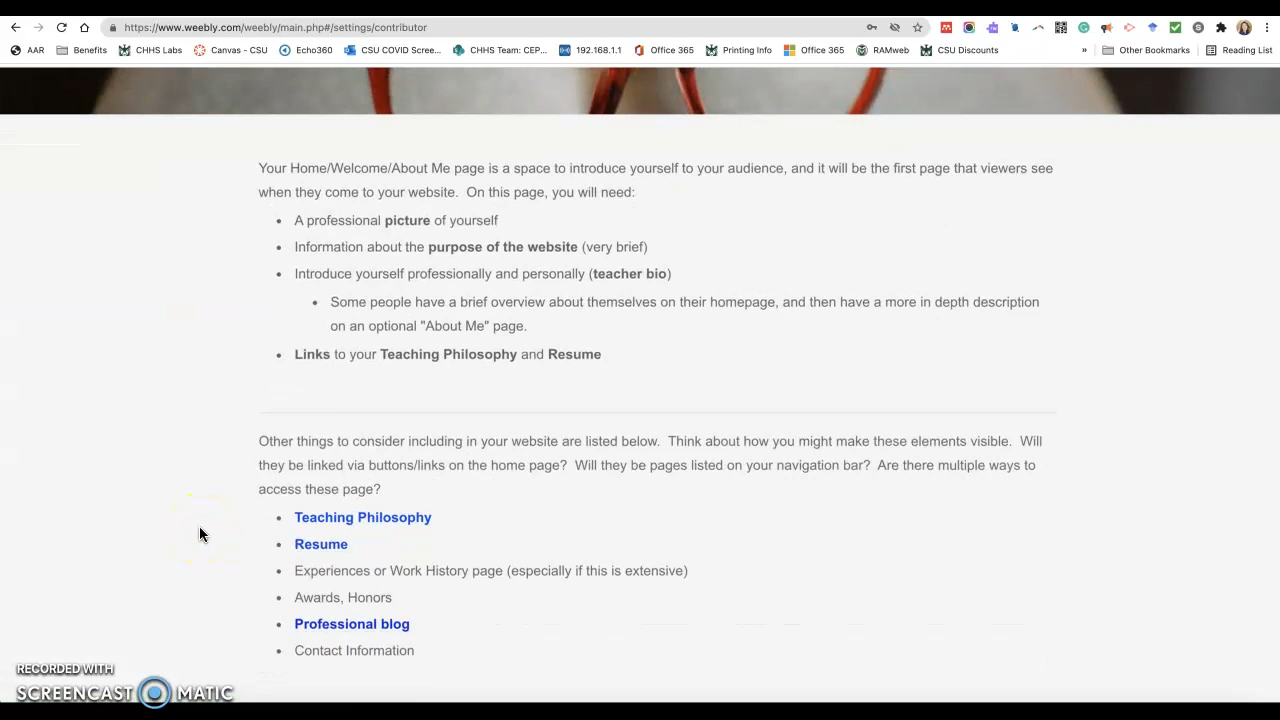 https://www.weebly.com/weebly/main.php#/settings/contributor
AAR Benefits CHHS Labs Canvas - CSU Echo360 CSU COVID Scree... CHHS Team: CEP... 192.168.1.1 Office 365 Printing Info Office 365 RAMweb CSU Discounts » Other Bookmarks Reading List
Your Home/Welcome/About Me page is a space to introduce yourself to your audience, and it will be the first page that viewers see
when they come to your website. On this page, you will need:
• A professional picture of yourself
• Information about the purpose of the website (very brief)
• Introduce yourself professionally and personally (teacher bio)
• Some people have a brief overview about themselves on their homepage, and then have a more in depth description
on an optional "About Me" page.
• Links to your Teaching Philosophy and Resume
Other things to consider including in your website are listed below. Think about how you might make these elements visible. Will
they be linked via buttons/links on the home page? Will they be pages listed on your navigation bar? Are there multiple ways to
access these page?
• Teaching Philosophy
• Resume
• Experiences or Work History page (especially if this is extensive)
• Awards, Honors
• Professional blog
• Contact Information
RECORDED WITH
SCREENCAST MATIC